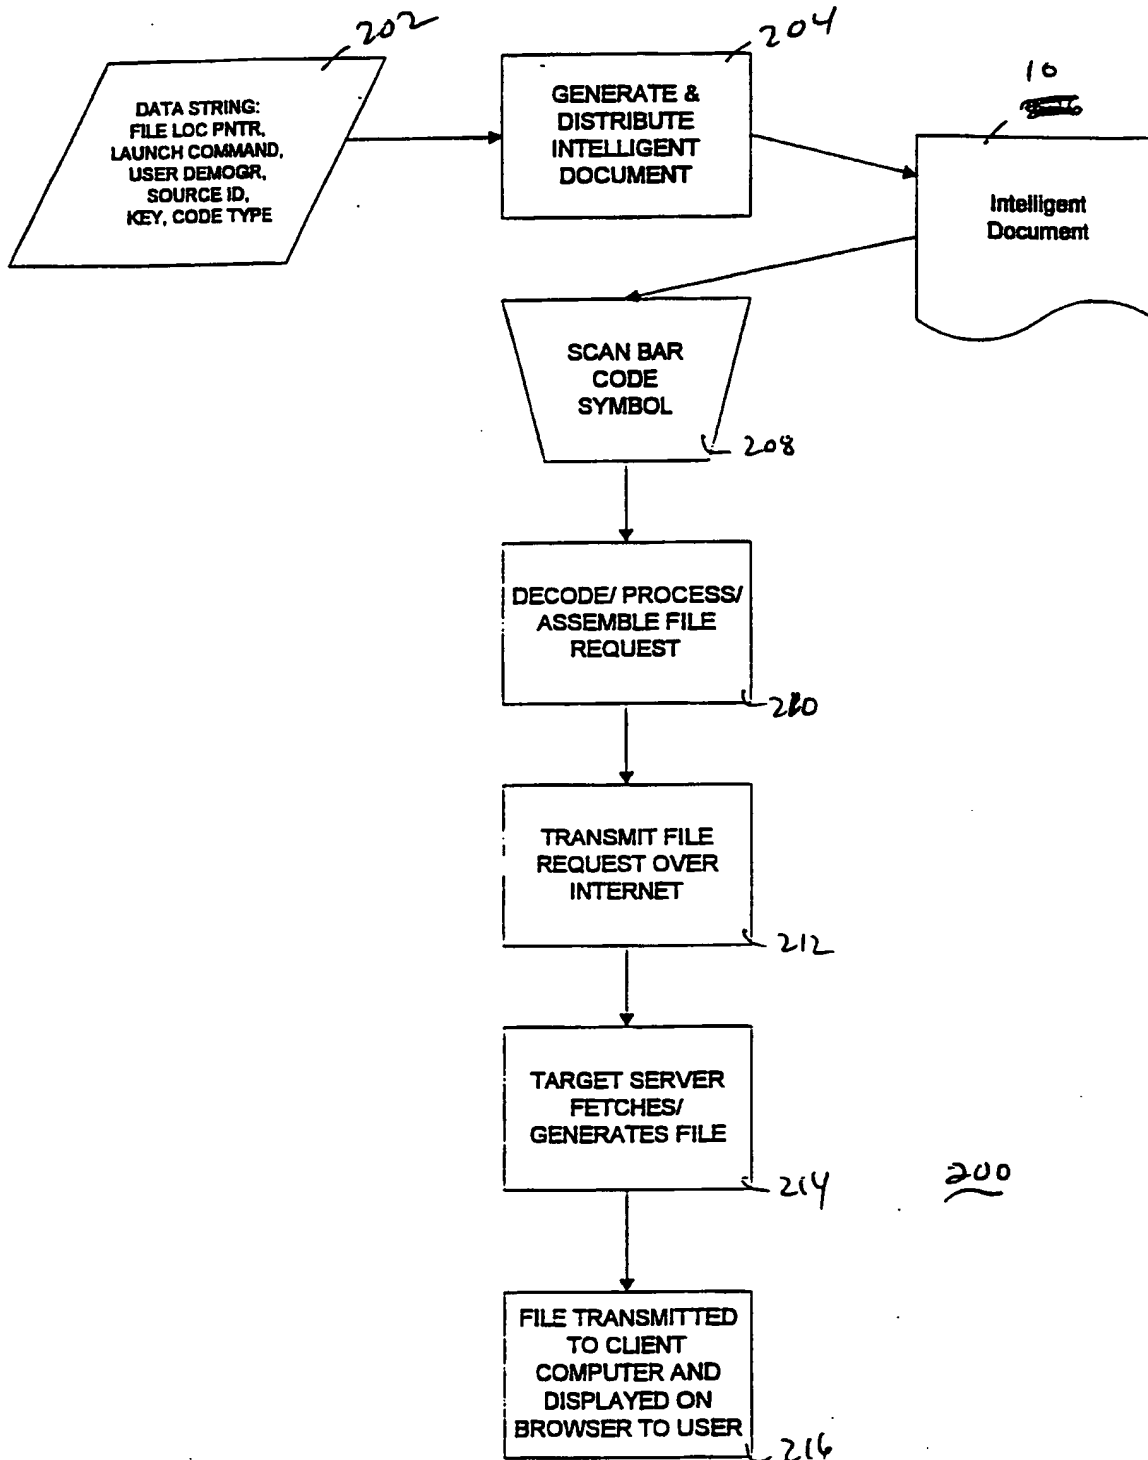 202
DATA STRING:
FILE LOC PNTR,
LAUNCH COMMAND,
USER DEMOGR,
SOURCE ID,
KEY, CODE TYPE
204
GENERATE &
DISTRIBUTE
INTELLIGENT
DOCUMENT
10
Intelligent
Document
SCAN BAR
CODE
SYMBOL
208
DECODE/ PROCESS/
ASSEMBLE FILE
REQUEST
210
TRANSMIT FILE
REQUEST OVER
INTERNET
212
TARGET SERVER
FETCHES/
GENERATES FILE
214
200
FILE TRANSMITTED
TO CLIENT
COMPUTER AND
DISPLAYED ON
BROWSER TO USER
216